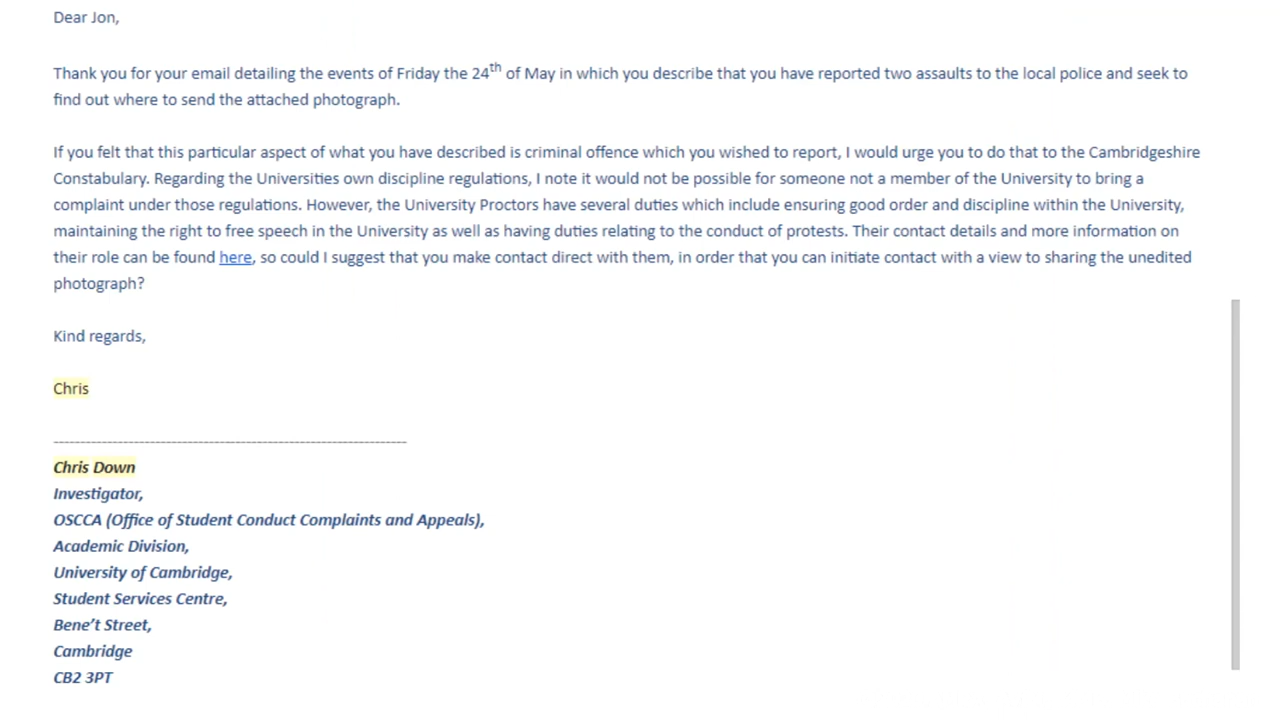 Dear Jon,
Thank you for your email detailing the events of Friday the 24th of May in which you describe that you have reported two assaults to the local police and seek to
find out where to send the attached photograph.
If you felt that this particular aspect of what you have described is criminal offence which you wished to report, I would urge you to do that to the Cambridgeshire
Constabulary. Regarding the Universities own discipline regulations, I note it would not be possible for someone not a member of the University to bring a
complaint under those regulations. However, the University Proctors have several duties which include ensuring good order and discipline within the University,
maintaining the right to free speech in the University as well as having duties relating to the conduct of protests. Their contact details and more information on
their role can be found here, so could I suggest that you make contact direct with them, in order that you can initiate contact with a view to sharing the unedited
photograph?
Kind regards,
Chris
--------------------------------------------------------------------
Chris Down
Investigator,
OSCCA (Office of Student Conduct Complaints and Appeals),
Academic Division,
University of Cambridge,
Student Services Centre,
Bene’t Street,
Cambridge
CB2 3PT